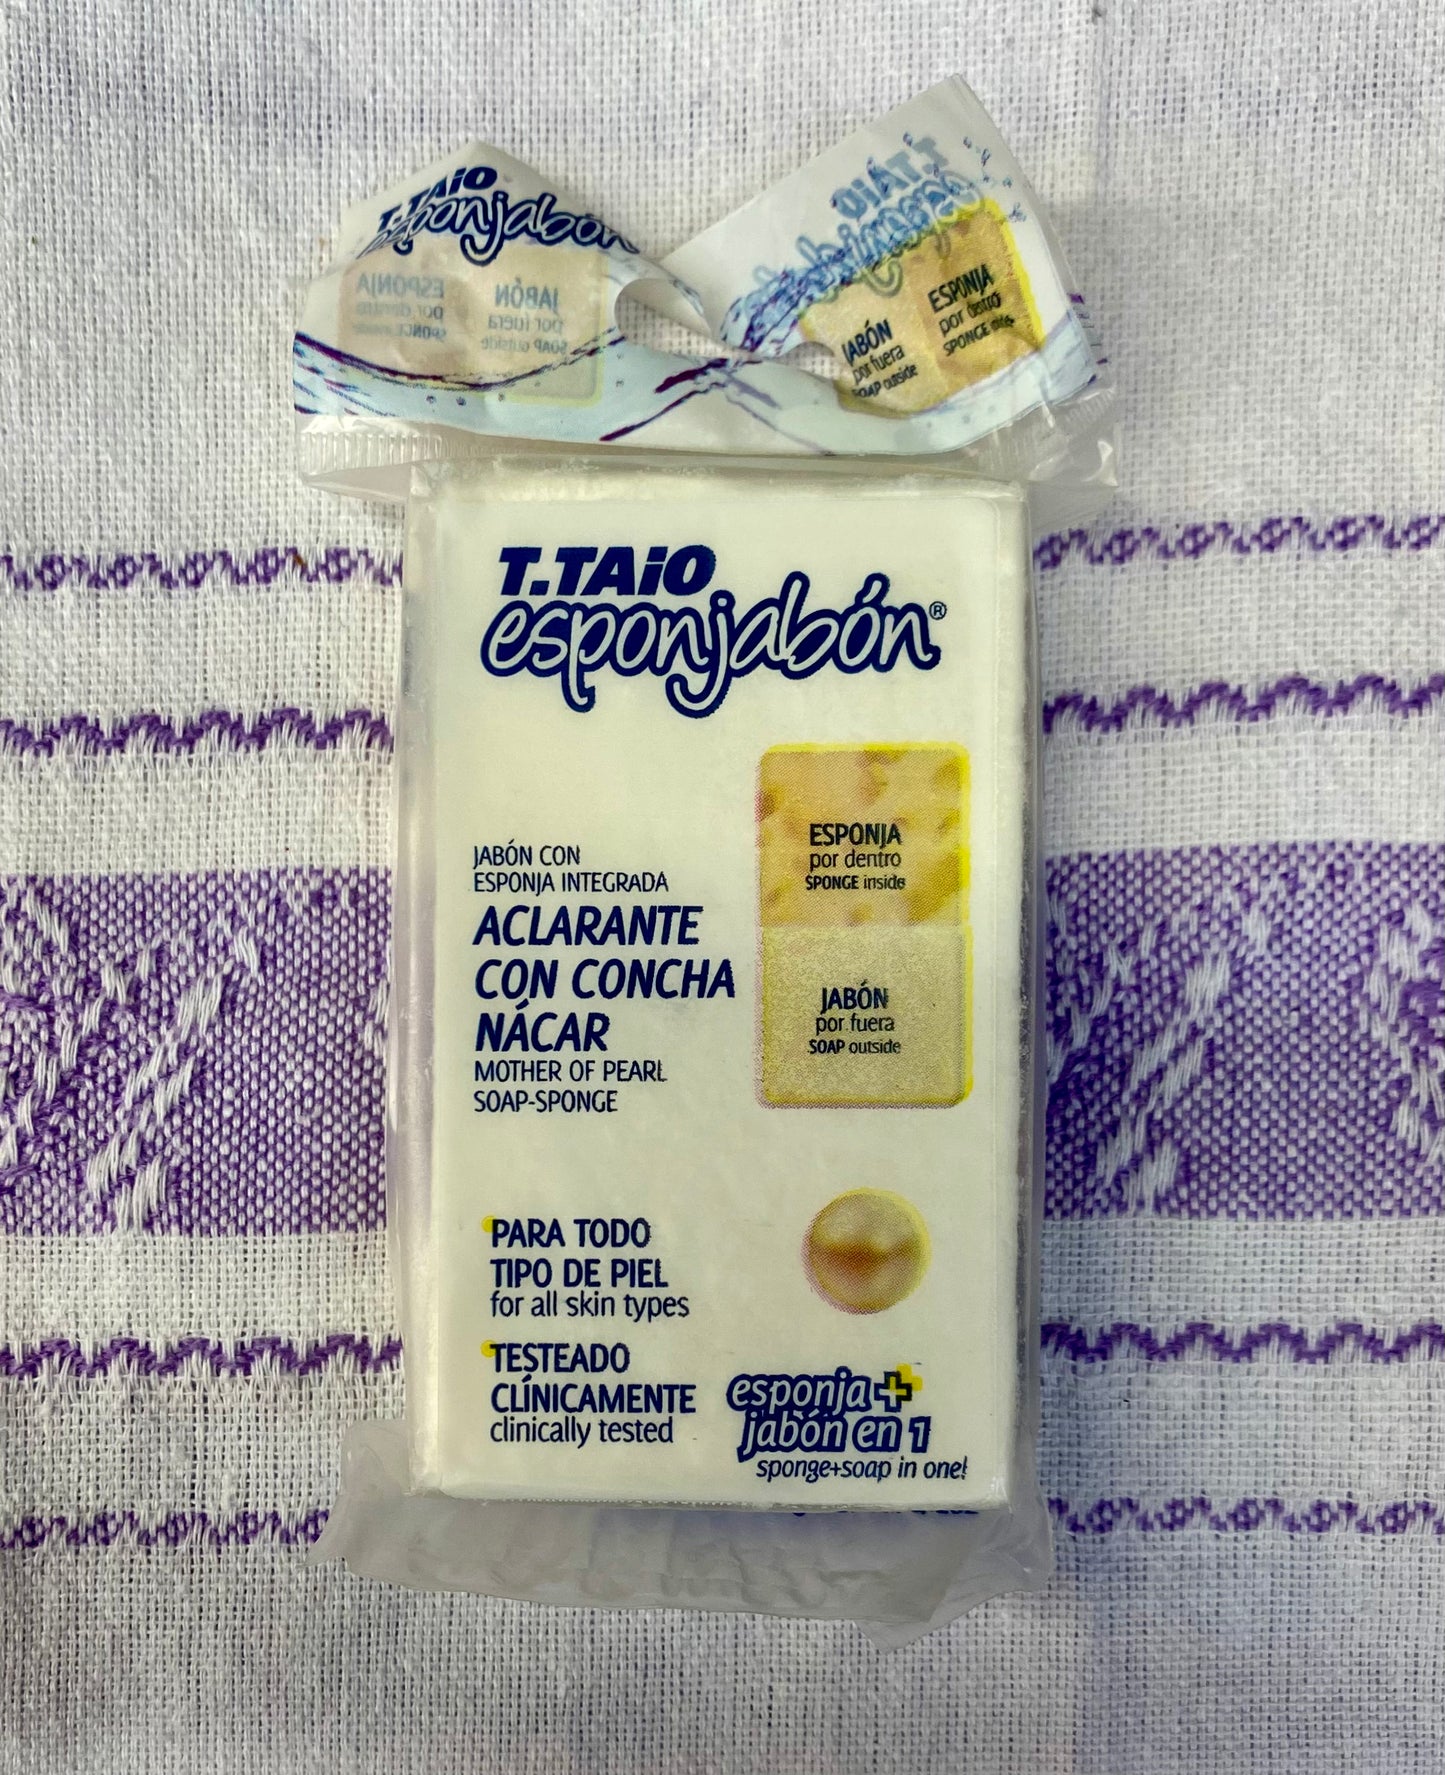 T.TAiO
esponjabón
ESPONJA
por dentro
SPONGE inside
JABÓN
por fuera
SOAP outside
T.TAiO
esponjabón
JABÓN
por fuera
SOAP outside
ESPONJA
por dentro
SPONGE
T.TAiO
esponjabón®
ESPONJA
por dentro
SPONGE inside
JABÓN
por fuera
SOAP outside
JABÓN CON
ESPONJA INTEGRADA
ACLARANTE
CON CONCHA
NÁCAR
MOTHER OF PEARL
SOAP-SPONGE
PARA TODO
TIPO DE PIEL
for all skin types
TESTEADO
CLÍNICAMENTE
clinically tested
esponja+
jabón en 1
sponge+soap in one!